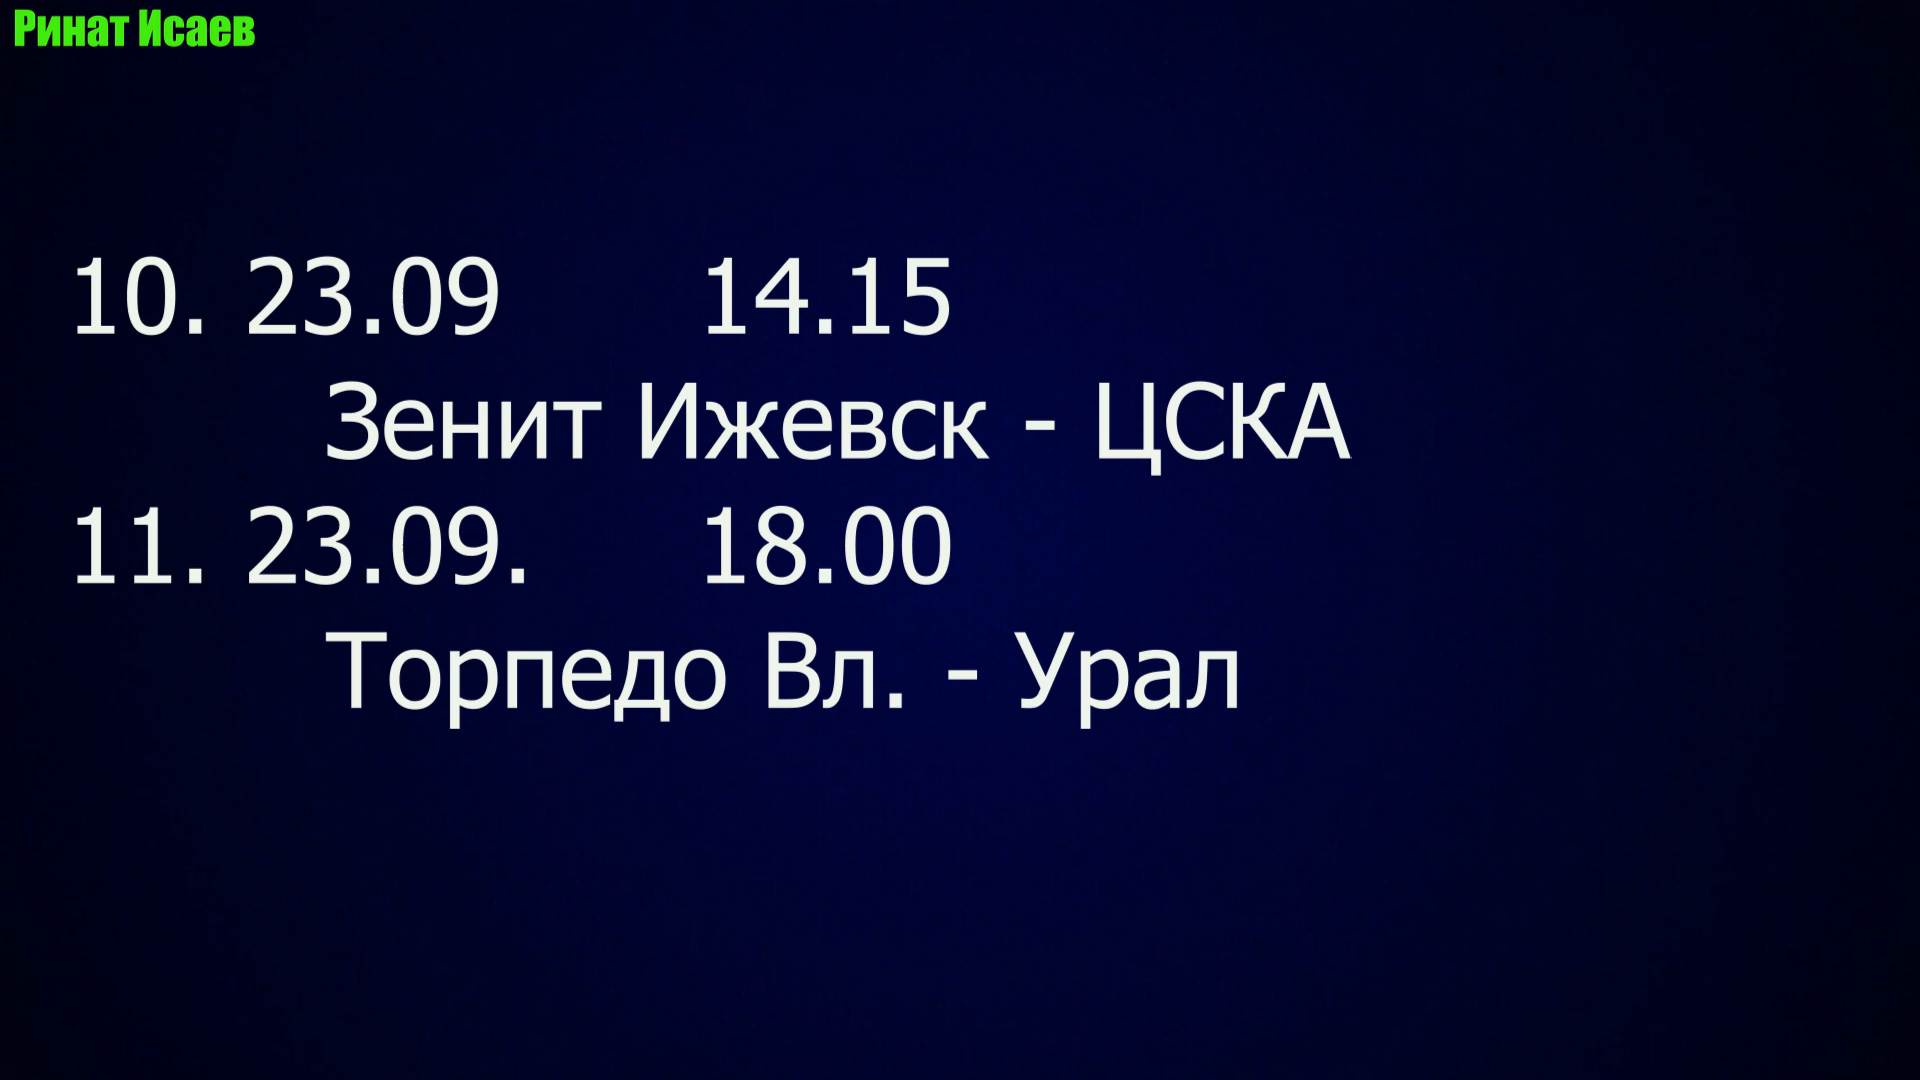 Ринат Исаев
10. 23.09 14.15
Зенит Ижевск - ЦСКА
11. 23.09. 18.00
Торпедо Вл. - Урал